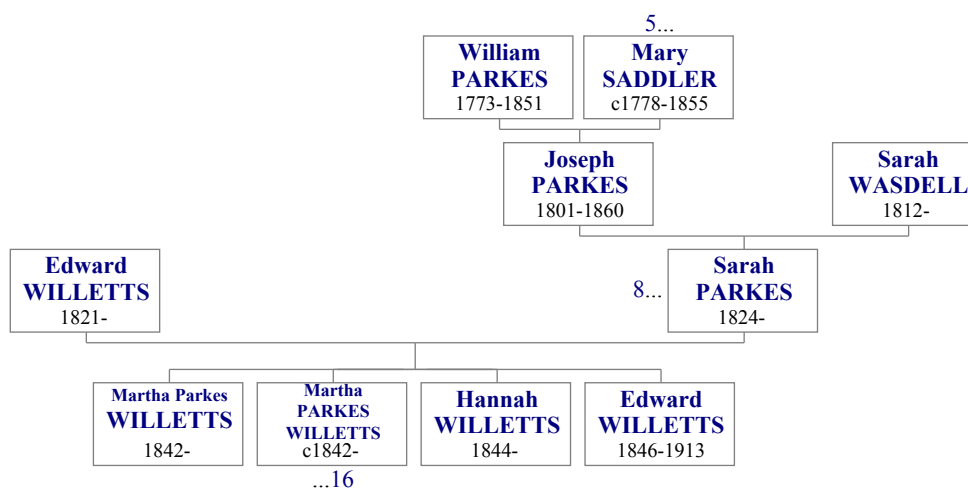 5...
William
PARKES
1773-1851
Mary
SADDLER
c1778-1855
Joseph
PARKES
1801-1860
Sarah
WASDELL
1812-
Edward
WILLETTS
1821-
8...
Sarah
PARKES
1824-
Martha Parkes
WILLETTS
1842-
Martha
PARKES
WILLETTS
c1842-
Hannah
WILLETTS
1844-
Edward
WILLETTS
1846-1913
...16